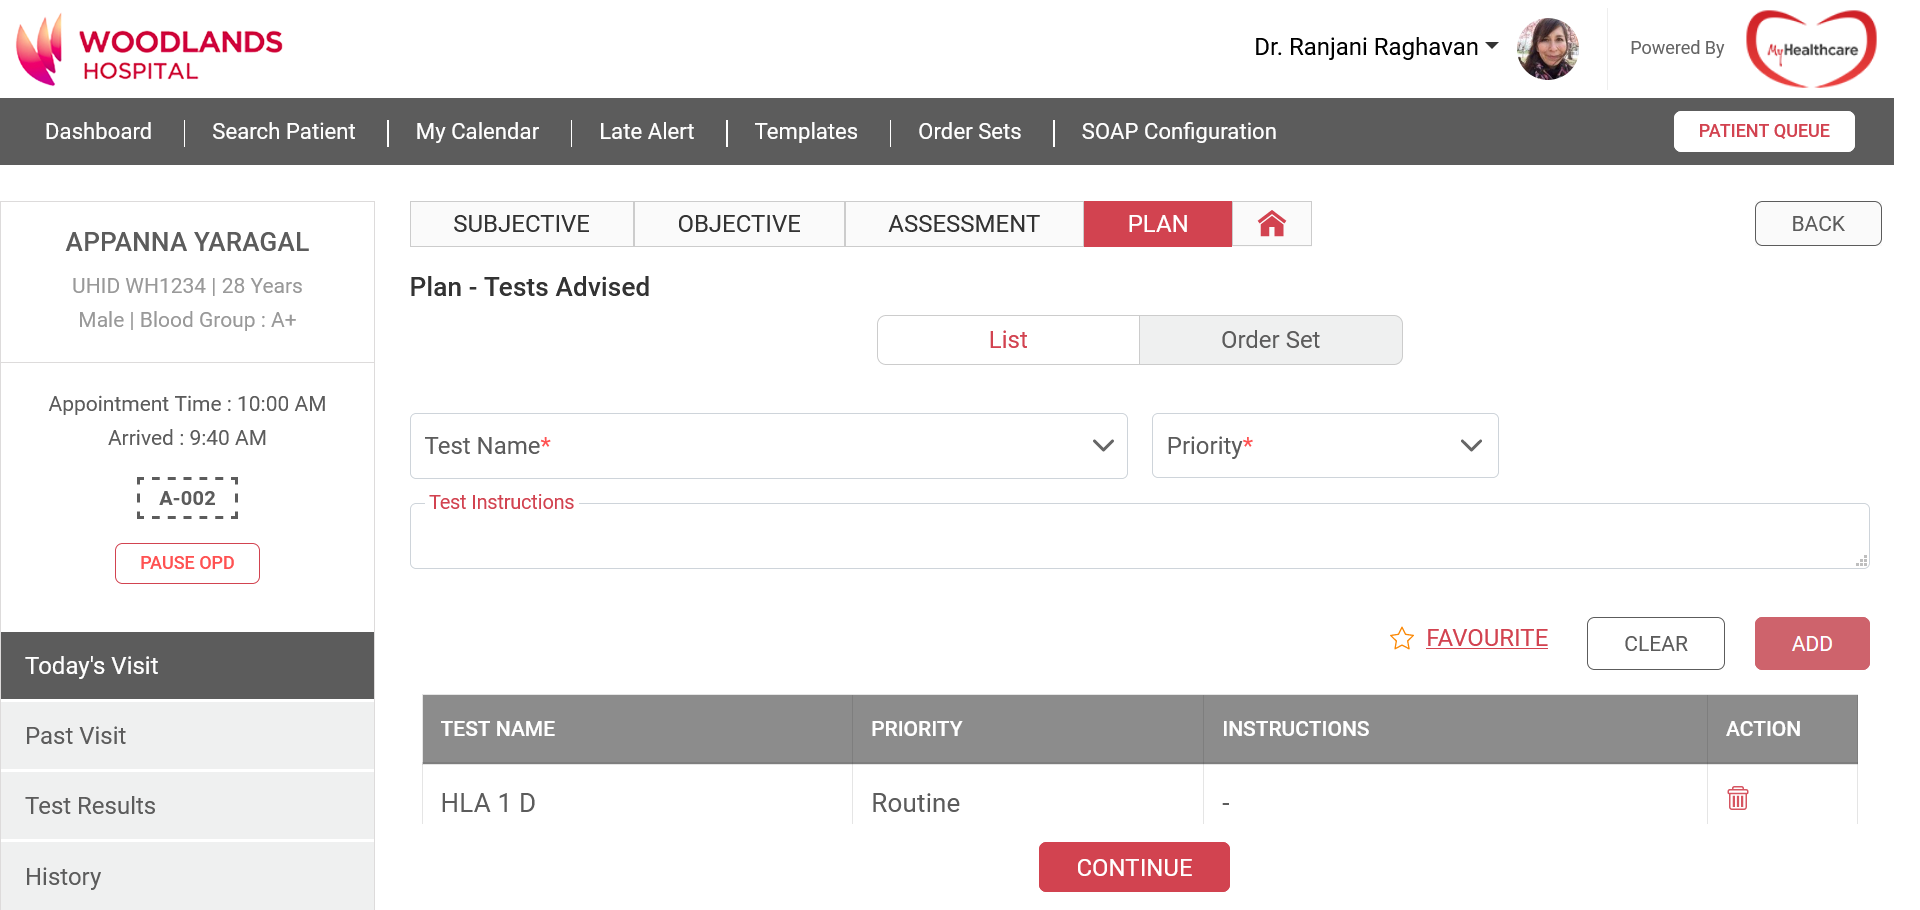 WOODLANDS
HOSPITAL
Dr. Ranjani Raghavan
Powered By
MyHealthcare
Dashboard
Search Patient
My Calendar
Late Alert
Templates
Order Sets
SOAP Configuration
PATIENT QUEUE
APPANNA YARAGAL
UHID WH1234 | 28 Years
Male | Blood Group : A+
Appointment Time : 10:00 AM
Arrived : 9:40 AM
A-002
PAUSE OPD
Today's Visit
Past Visit
Test Results
History
SUBJECTIVE
OBJECTIVE
ASSESSMENT
PLAN
BACK
Plan - Tests Advised
List
Order Set
Test Name*
Priority*
Test Instructions
FAVOURITE
CLEAR
ADD
TEST NAME
PRIORITY
INSTRUCTIONS
ACTION
HLA 1 D
Routine
-
CONTINUE